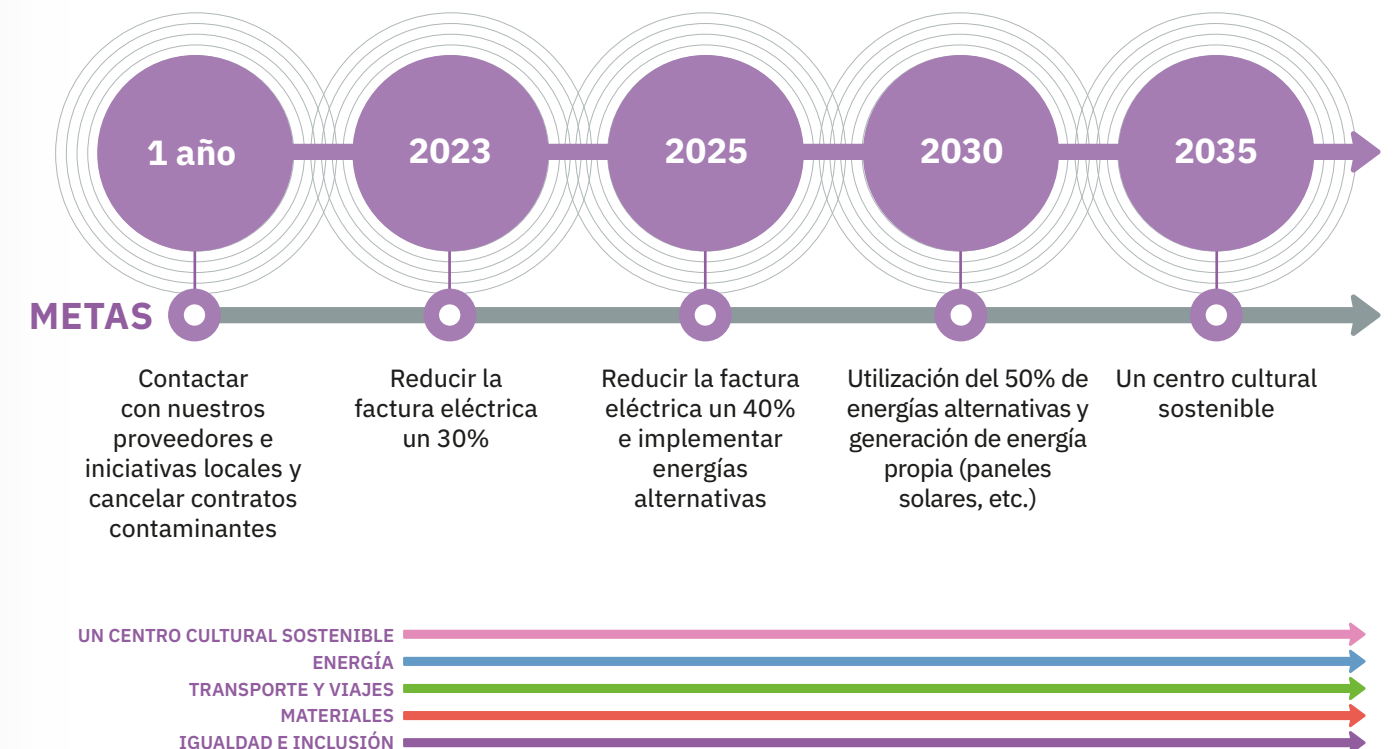 1 año
2023
2025
2030
2035
METAS
Contactar
con nuestros
proveedores e
iniciativas locales y
cancelar contratos
contaminantes
Reducir la
factura eléctrica
un 30%
Reducir la factura
eléctrica un 40%
e implementar
energías
alternativas
Utilización del 50% de
energías alternativas y
generación de energía
propia (paneles
solares, etc.)
Un centro cultural
sostenible
UN CENTRO CULTURAL SOSTENIBLE
ENERGÍA
TRANSPORTE Y VIAJES
MATERIALES
IGUALDAD E INCLUSIÓN